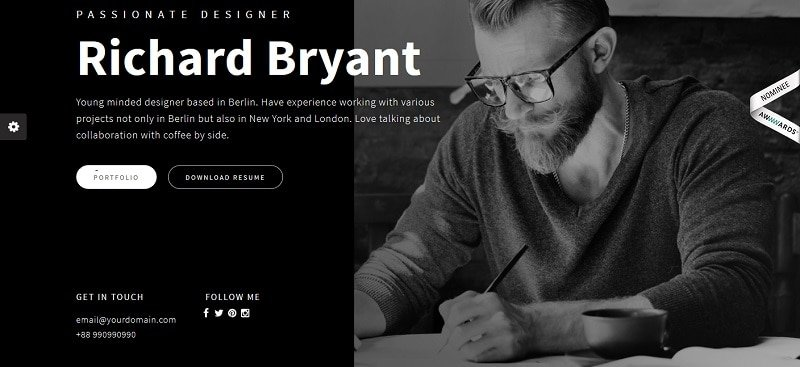 PASSIONATE DESIGNER
Richard Bryant
Young minded designer based in Berlin. Have experience working with various
projects not only in Berlin but also in New York and London. Love talking about
collaboration with coffee by side.
PORTFOLIO
DOWNLOAD RESUME
NOMINEE
AWWWARDS
GET IN TOUCH
FOLLOW ME
email@yourdomain.com
+88 990990990